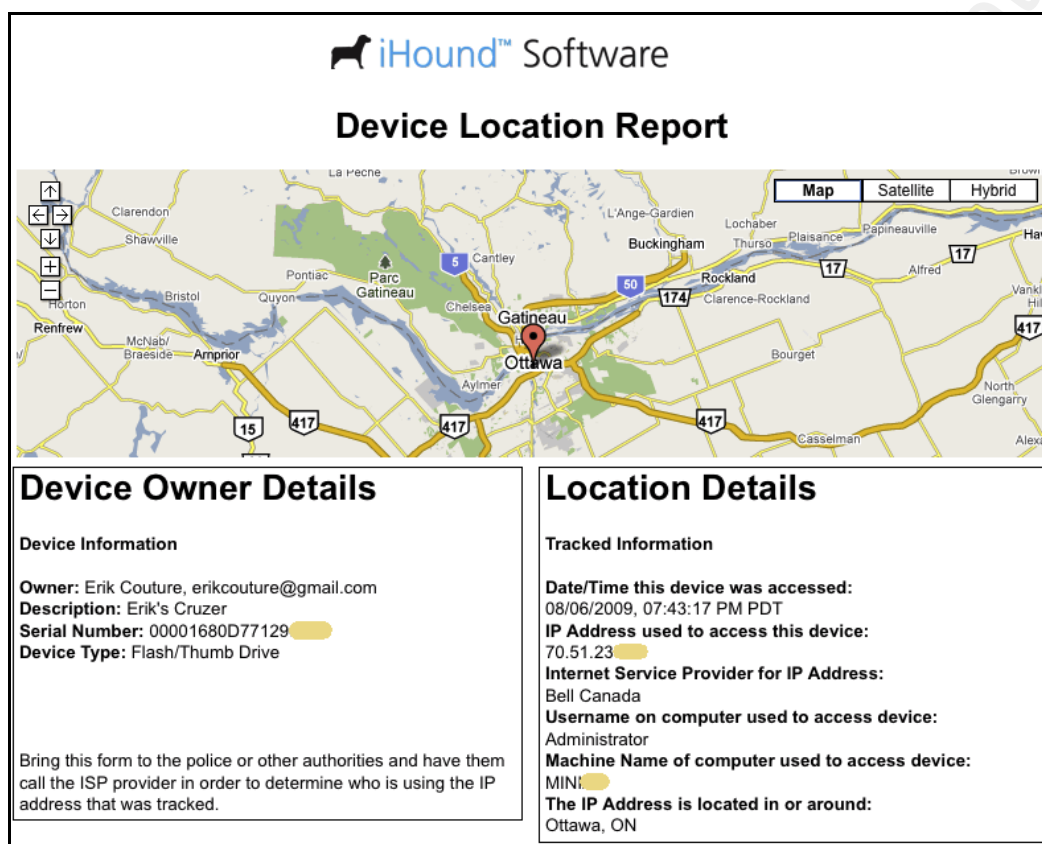 iHound™ Software
Device Location Report
La Peche
Map Satellite Hybrid
Clarendon
L'Ange-Gardien
Lochaber
Papineauville
Shawville
Buckingham
Thurso
Plaisance
5
Cantley
17
17
Pontiac
Parc
Gatineau
50
Rockland
Alfred
Horton
Bristol
Quyon
Chelsea
174
Clarence-Rockland
Gatineau
Renfrew
417
McNab/
Braeside
Arnprior
Ottawa
Bourget
Aylmer
North
Glengarry
15
417
417
417
Casselman
Device Owner Details
Device Information
Owner: Erik Couture, erikcouture@gmail.com
Description: Erik's Cruzer
Serial Number: 00001680D77129
Device Type: Flash/Thumb Drive
Bring this form to the police or other authorities and have them
call the ISP provider in order to determine who is using the IP
address that was tracked.
Location Details
Tracked Information
Date/Time this device was accessed:
08/06/2009, 07:43:17 PM PDT
IP Address used to access this device:
70.51.23
Internet Service Provider for IP Address:
Bell Canada
Username on computer used to access device:
Administrator
Machine Name of computer used to access device:
MINI
The IP Address is located in or around:
Ottawa, ON